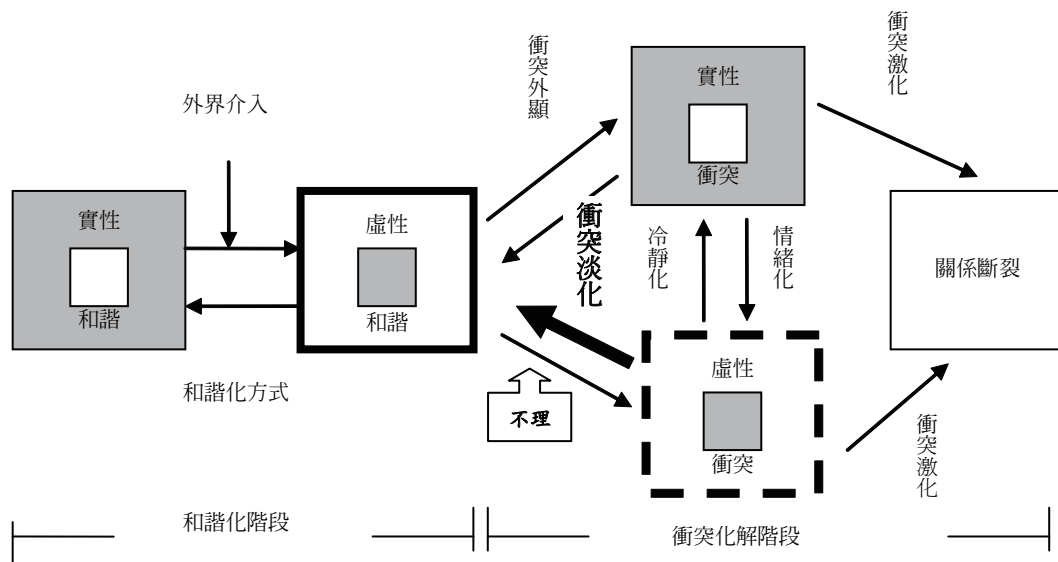 外界介入
實性
和諧
虛性
和諧
和諧化方式
衝突外顯
衝突淡化
不理
實性
衝突
冷靜化
情緒化
虛性
衝突
衝突激化
關係斷裂
衝突激化
和諧化階段
衝突化解階段